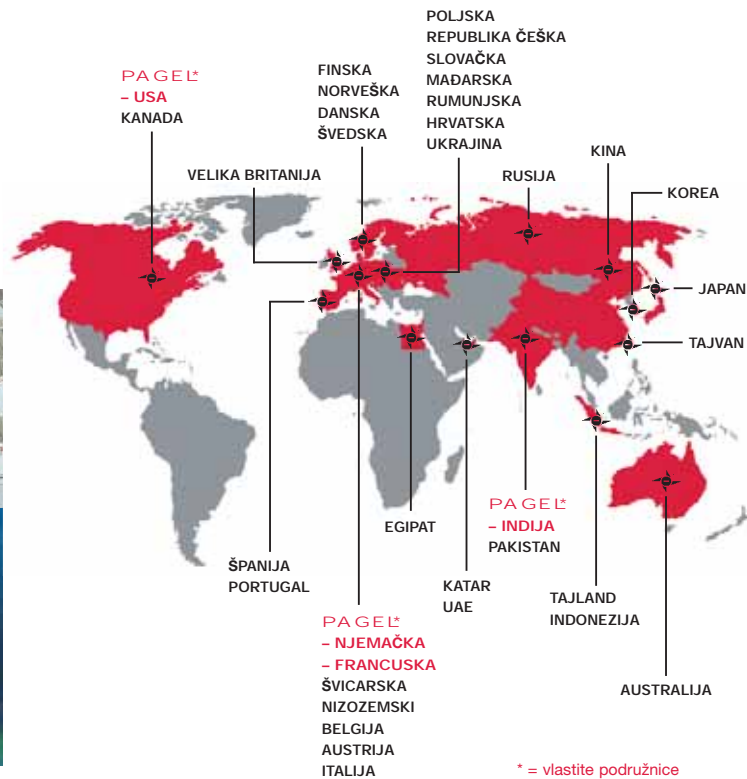 POLJSKA
REPUBLIKA ČEŠKA
SLOVAČKA
MAĐARSKA
RUMUNJSKA
HRVATSKA
UKRAJINA
PAGEL*
– USA
KANADA
FINSKA
NORVEŠKA
DANSKA
ŠVEDSKA
VELIKA BRITANIJA
RUSIJA
KINA
KOREA
JAPAN
TAJVAN
EGIPAT
PAGEL*
– INDIJA
PAKISTAN
ŠPANIJA
PORTUGAL
KATAR
UAE
TAJLAND
INDONEZIJA
PAGEL*
– NJEMAČKA
– FRANCUSKA
ŠVICARSKA
NIZOZEMSKI
BELGIJA
AUSTRIJA
ITALIJA
AUSTRALIJA
* = vlastite podružnice